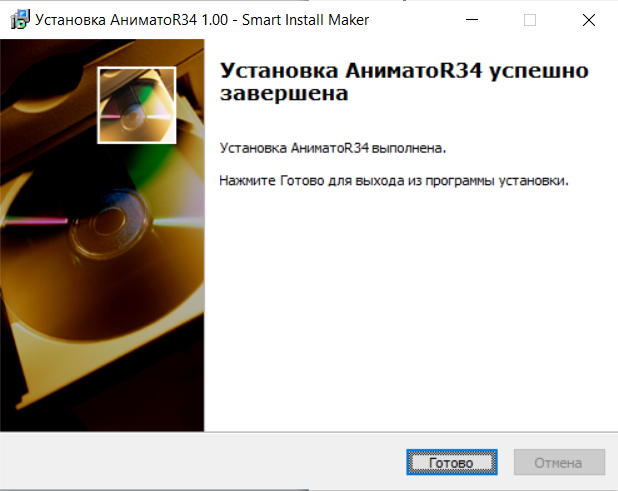 Установка АниматоR34 1.00 - Smart Install Maker
Установка АниматоR34 успешно
завершена
Установка АниматоR34 выполнена.
Нажмите Готово для выхода из программы установки.
Готово
Отмена